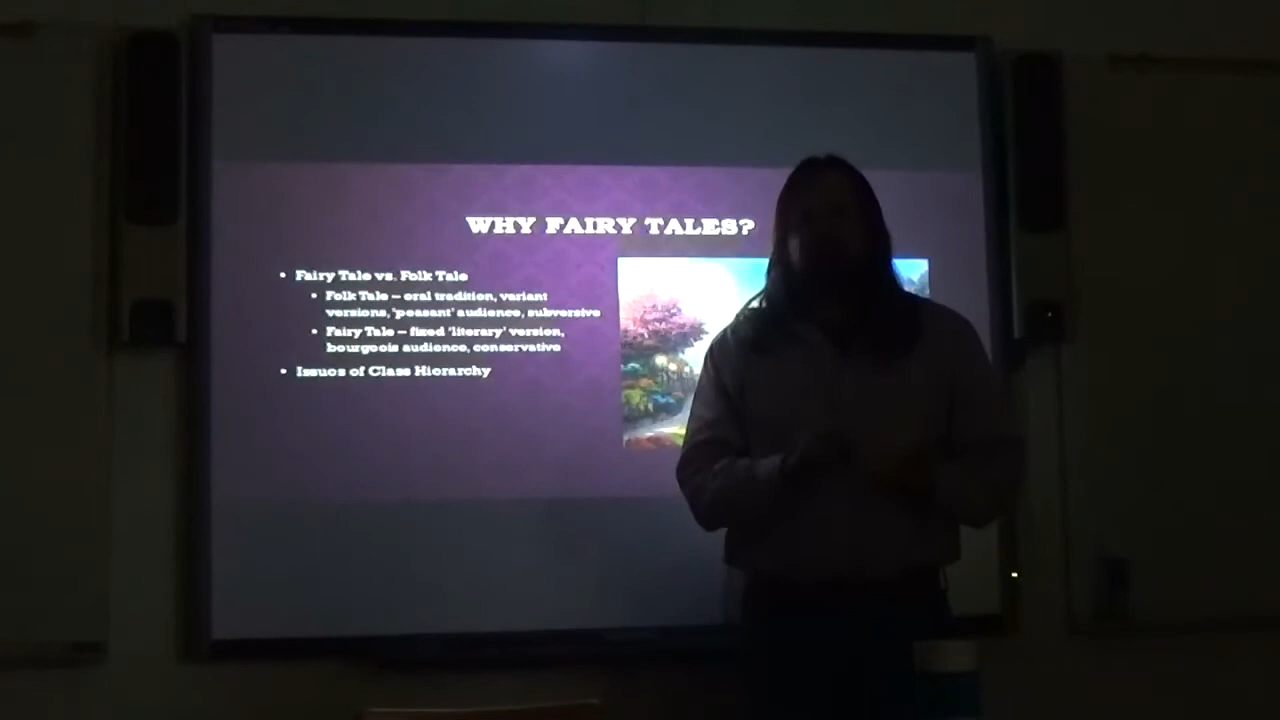 WHY FAIRY TALES?
• Fairy Tale vs. Folk Tale
• Folk Tale – oral tradition, variant
versions, 'peasant' audience, subversive
• Fairy Tale – fixed 'literary' version,
bourgeois audience, conservative
• Issues of Class Hierarchy